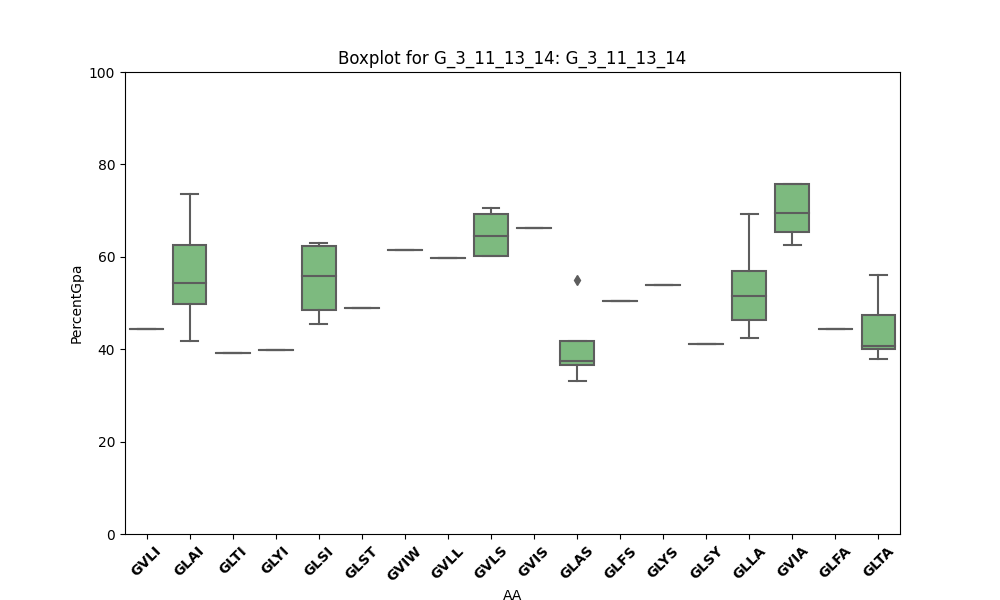 Boxplot for G_3_11_13_14: G_3_11_13_14
100
80
60
40
20
0
PercentGpa
GVLI GLAI GLTI GLYI GLSI GLST GVIW GVLL GVLS GVIS GLAS GLFS GLYS GLSY GLLA GVIA GLFA GLTA
AA